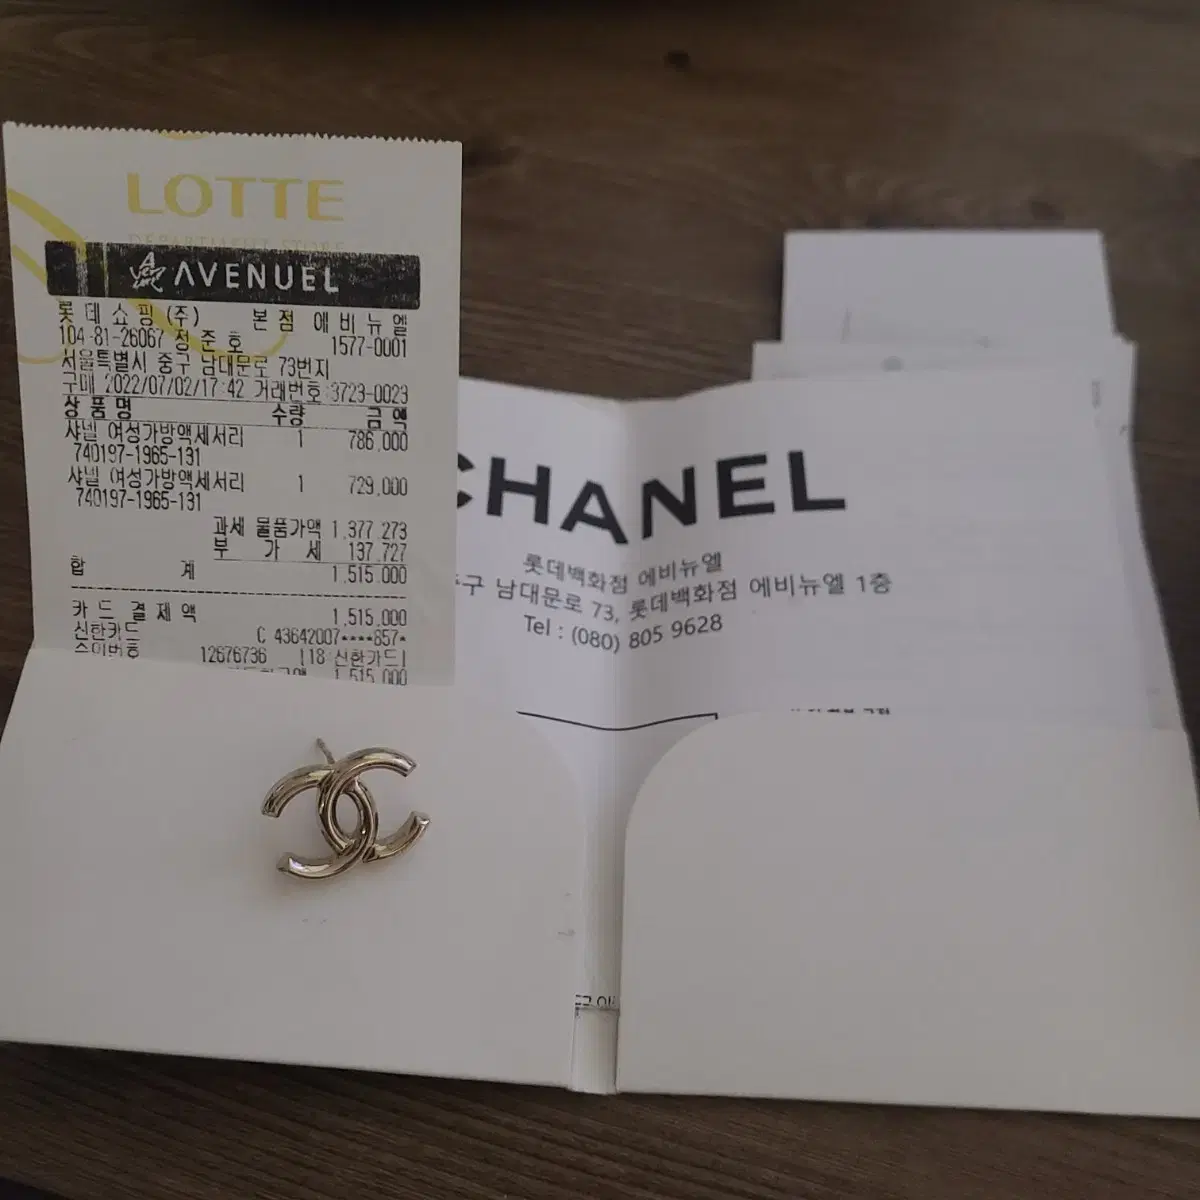 LOTTE
DEPARTMENT STORE
AVENUEL
롯데쇼핑(주) 본점 에비뉴엘
104-81-26067 정준호 1577-0001
서울특별시 중구 남대문로 73번지
구매 2022/07/02/17:42 거래번호:3723-0023
상품명 수량 금액
샤넬 여성가방액세서리 1 786,000
740197-1965-131
샤넬 여성가방액세서리 1 729,000
740197-1965-131
과세 물품가액 1,377,273
부 가 세 137,727
합 계 1,515,000
카드결제액 1,515,000
신한카드 C 43642007****857*
승인번호 12676736 [18:신한카드]
1,515,000
CHANEL
롯데백화점 에비뉴엘
중구 남대문로 73, 롯데백화점 에비뉴엘 1층
Tel : (080) 805 9628